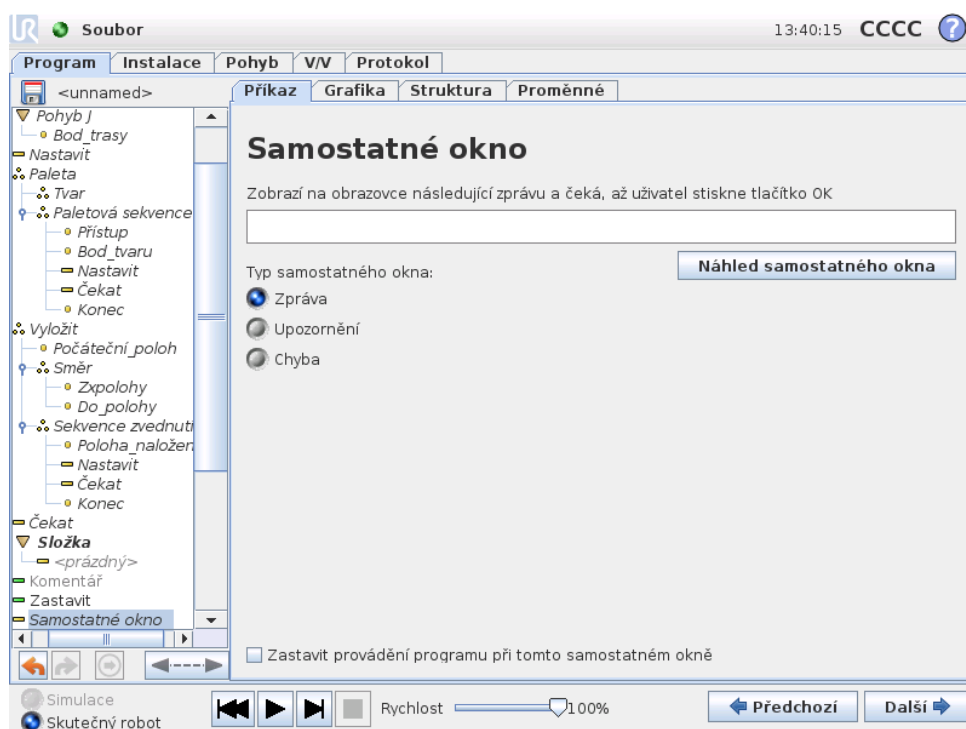 UR Soubor 13:40:15 CCCC ?
Program Instalace Pohyb V/V Protokol
<unnamed>
Příkaz Grafika Struktura Proměnné
Pohyb J
Bod_trasy
Nastavit
Paleta
Tvar
Paletová sekvence
Přístup
Bod_tvaru
Nastavit
Čekat
Konec
Vyložit
Počáteční_poloh
Směr
Zxpolohy
Do_polohy
Sekvence zvednutí
Poloha_naložen
Nastavit
Čekat
Konec
Čekat
Složka
<prázdný>
Komentář
Zastavit
Samostatné okno
Samostatné okno
Zobrazí na obrazovce následující zprávu a čeká, až uživatel stiskne tlačítko OK
Náhled samostatného okna
Typ samostatného okna:
Zpráva
Upozornění
Chyba
Zastavit provádění programu při tomto samostatném okně
Simulace
Skutečný robot
Rychlost 100%
Předchozí Další